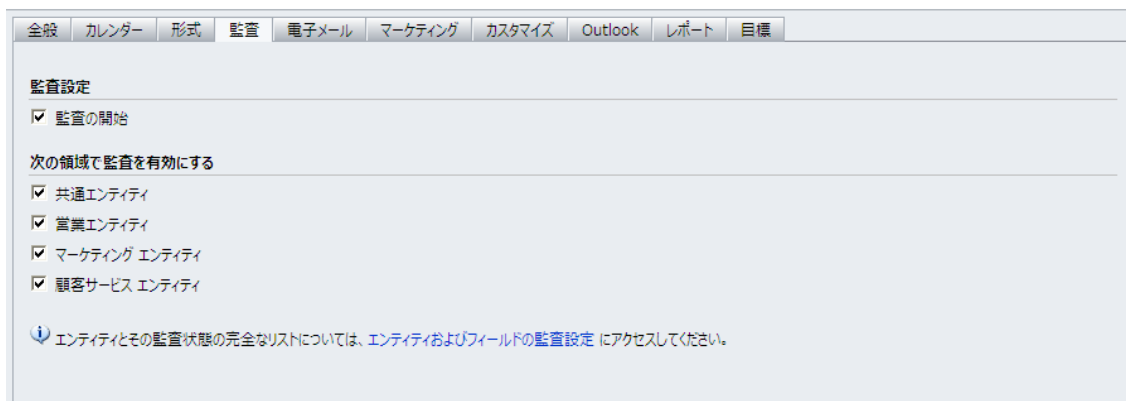 全般 カレンダー 形式 監査 電子メール マーケティング カスタマイズ Outlook レポート 目標
監査設定
監査の開始
次の領域で監査を有効にする
共通エンティティ
営業エンティティ
マーケティング エンティティ
顧客サービス エンティティ
エンティティとその監査状態の完全なリストについては、エンティティおよびフィールドの監査設定 にアクセスしてください。